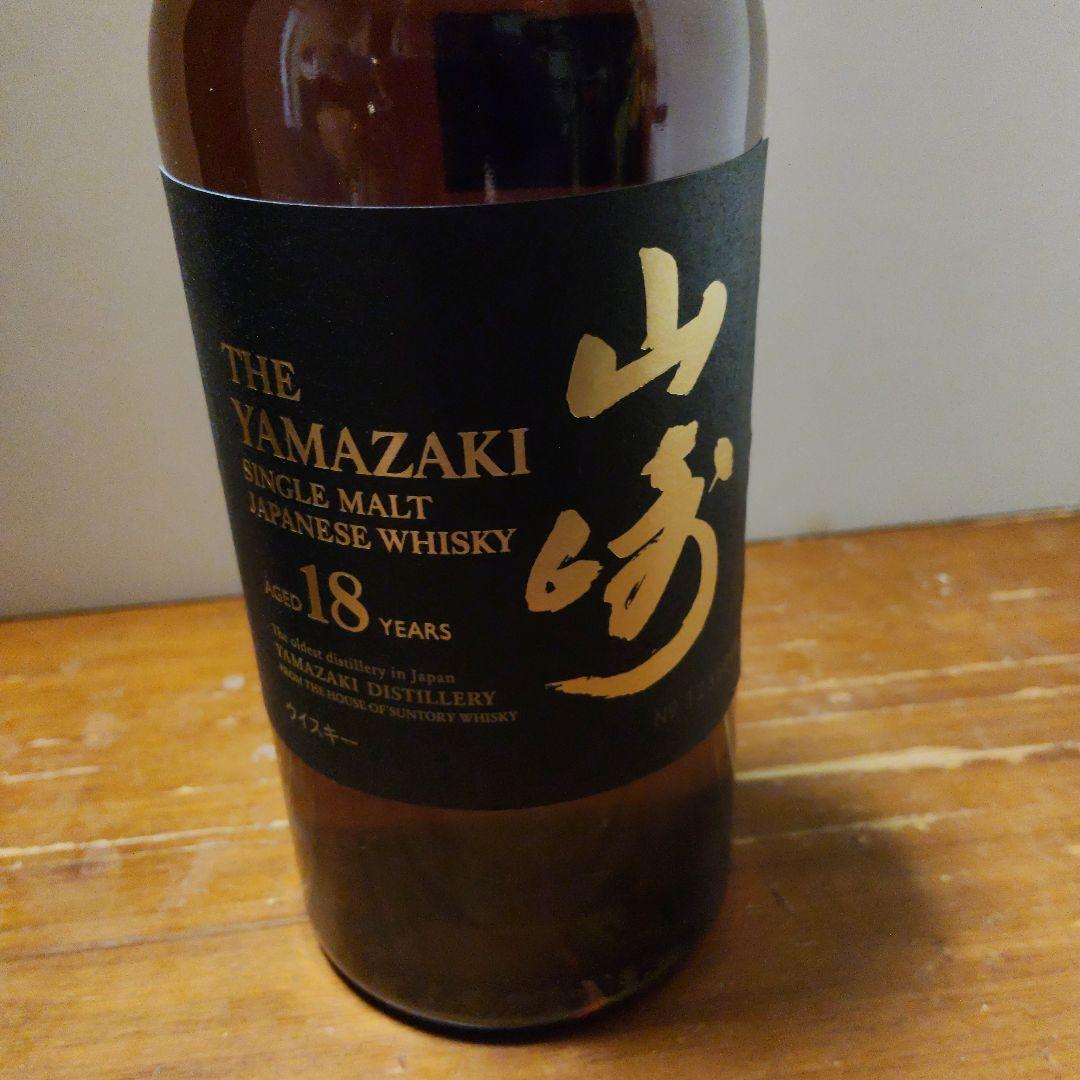 THE
YAMAZAKI
SINGLE MALT
JAPANESE WHISKY
AGED 18 YEARS
The oldest distillery in Japan
YAMAZAKI DISTILLERY
FROM THE HOUSE OF SUNTORY WHISKY
ウイスキー
山崎
No.